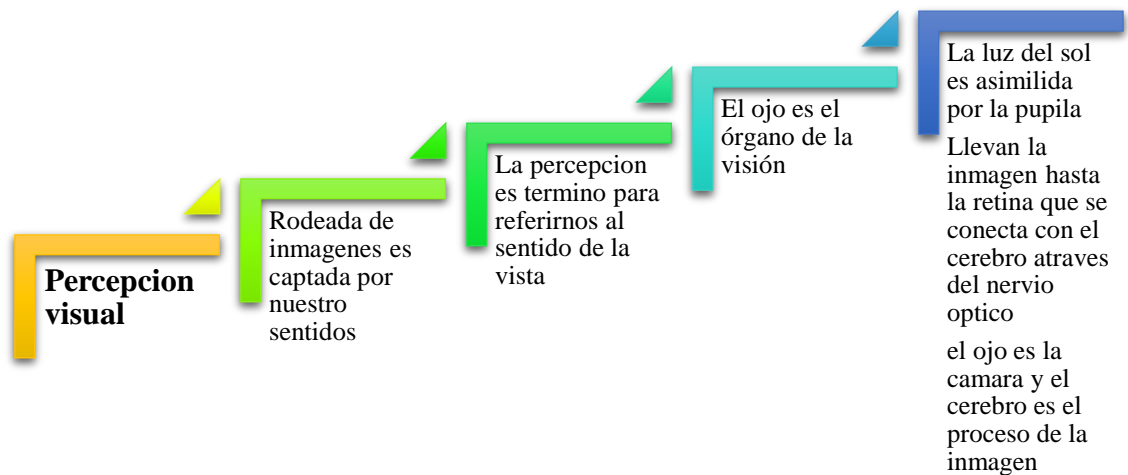 Percepcion
visual
Rodeada de
inmagenes es
captada por
nuestro
sentidos
La percepcion
es termino para
referirnos al
sentido de la
vista
El ojo es el
órgano de la
visión
La luz del sol
es asimilida
por la pupila
Llevan la
inmagen hasta
la retina que se
conecta con el
cerebro atraves
del nervio
optico
el ojo es la
camara y el
cerebro es el
proceso de la
inmagen